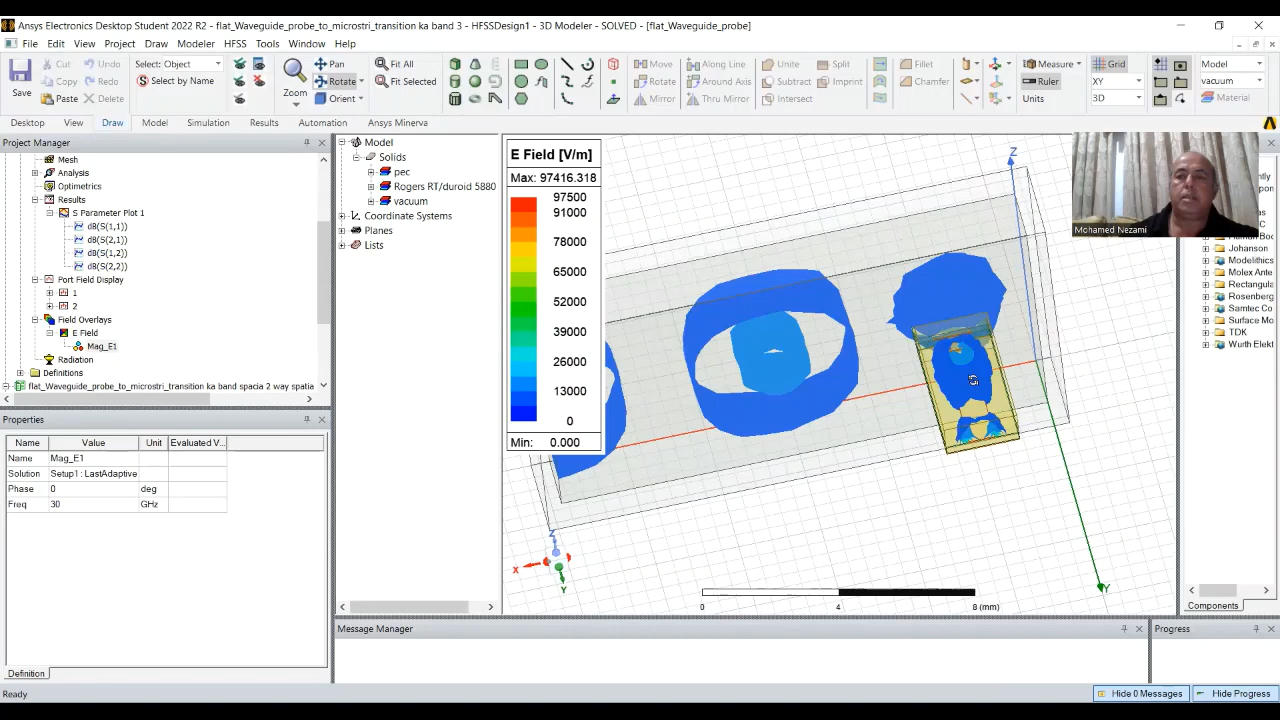 Ansys Electronics Desktop Student 2022 R2 - flat_Waveguide_probe_to_microstri_transition ka band 3 - HFSSDesign1 - 3D Modeler - SOLVED - [flat_Waveguide_probe]
File Edit View Project Draw Modeler HFSS Tools Window Help
Save
Cut Undo
Copy Redo
Paste Delete
Select: Object
Select by Name
Zoom
Pan
Rotate
Orient
Fit All
Fit Selected
Move Along Line
Rotate Around Axis
Mirror Thru Mirror
Unite Split
Subtract Imprint
Intersect
Fillet
Chamfer
Measure
Ruler
Units
Grid
XY
3D
Model
vacuum
Material
Desktop View Draw Model Simulation Results Automation Ansys Minerva
Project Manager
Mesh
Analysis
Optimetrics
Results
S Parameter Plot 1
dB(S(1,1))
dB(S(2,1))
dB(S(1,2))
dB(S(2,2))
Port Field Display
1
2
Field Overlays
E Field
Mag_E1
Radiation
Definitions
flat_Waveguide_probe_to_microstri_transition ka band spacia 2 way spatia
Properties
Name Value Unit Evaluated V...
Name Mag_E1
Solution Setup1 : LastAdaptive
Phase 0 deg
Freq 30 GHz
Definition
Model
Solids
pec
Rogers RT/duroid 5880
vacuum
Coordinate Systems
Planes
Lists
E Field [V/m]
Max: 97416.318
97500
91000
78000
65000
52000
39000
26000
13000
0
Min: 0.000
Z
Y
Z
X
Y
0 4 8 (mm)
Mohamed Nezami
Johanson
Modelithics
Molex Anter
Rectangula
Rosenberg
Samtec Co
Surface Mo
TDK
Wurth Elekt
Components
Message Manager
Progress
Ready
Hide 0 Messages
Hide Progress